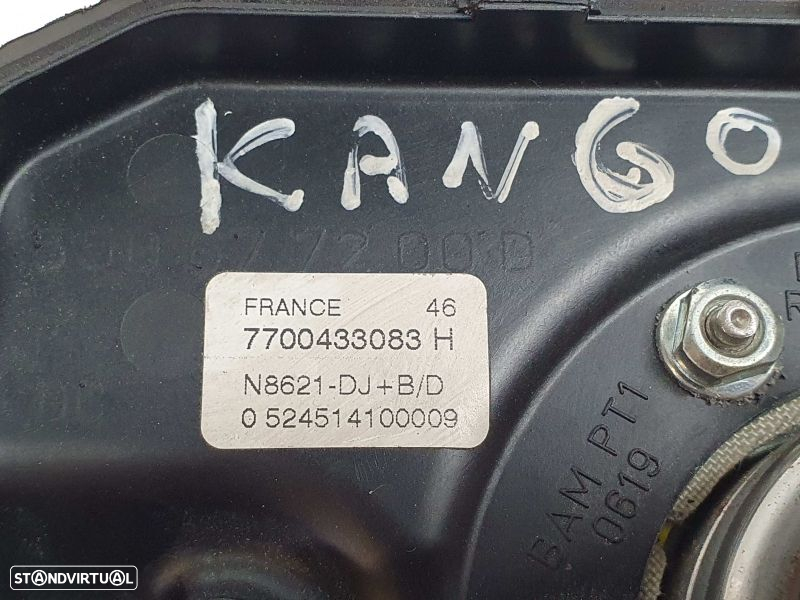 KANGO
FRANCE 46
7700433083 H
N8621-DJ+B/D
0 524514100009
BAM PT1
0619
STANDVIRTUAL